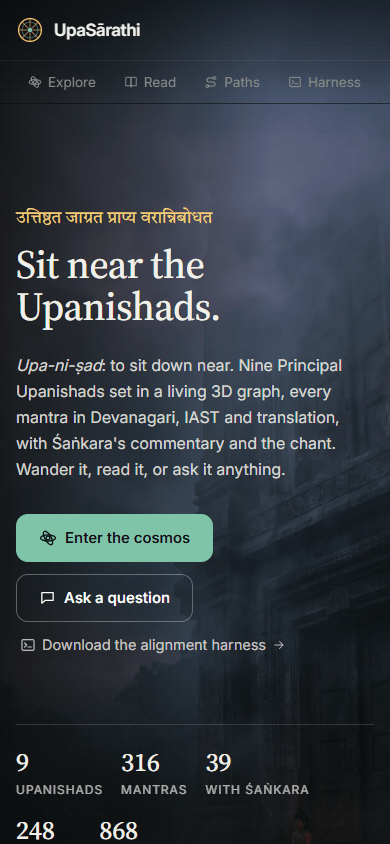 UpaSārathi
Explore Read Paths Harness
उत्तिष्ठत जाग्रत प्राप्य वरान्निबोधत
Sit near the
Upanishads.
Upa-ni-ṣad: to sit down near. Nine Principal
Upanishads set in a living 3D graph, every
mantra in Devanagari, IAST and translation,
with Śaṅkara's commentary and the chant.
Wander it, read it, or ask it anything.
Enter the cosmos
Ask a question
Download the alignment harness →
9 316 39
UPANISHADS MANTRAS WITH ŚAṄKARA
248 868